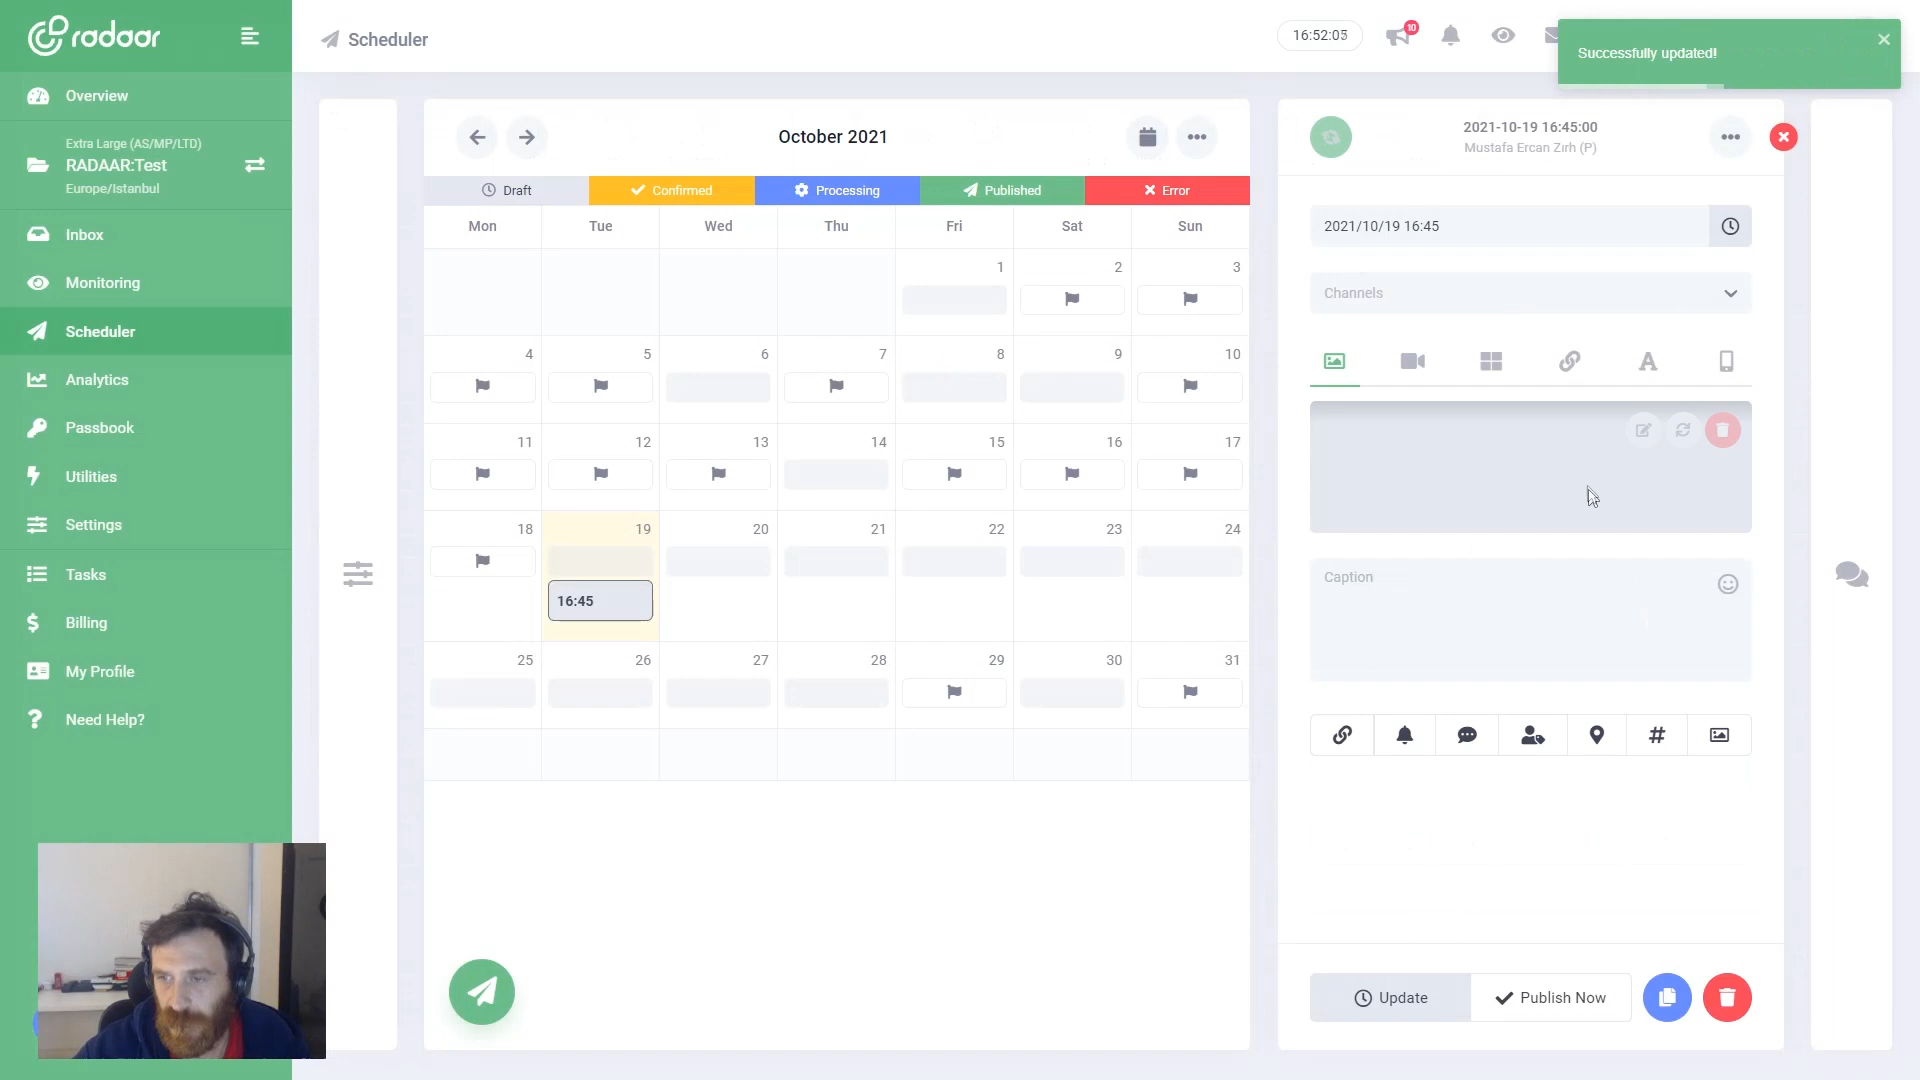 radaar
Scheduler
16:52:05
10
Successfully updated!
Overview
Extra Large (AS/MP/LTD)
RADAAR:Test
Europe/Istanbul
Inbox
Monitoring
Scheduler
Analytics
Passbook
Utilities
Settings
Tasks
Billing
My Profile
Need Help?
October 2021
Draft
Confirmed
Processing
Published
Error
Mon Tue Wed Thu Fri Sat Sun
1 2 3
4 5 6 7 8 9 10
11 12 13 14 15 16 17
18 19 20 21 22 23 24
16:45
25 26 27 28 29 30 31
2021-10-19 16:45:00
Mustafa Ercan Zırh (P)
2021/10/19 16:45
Channels
Caption
Update
Publish Now